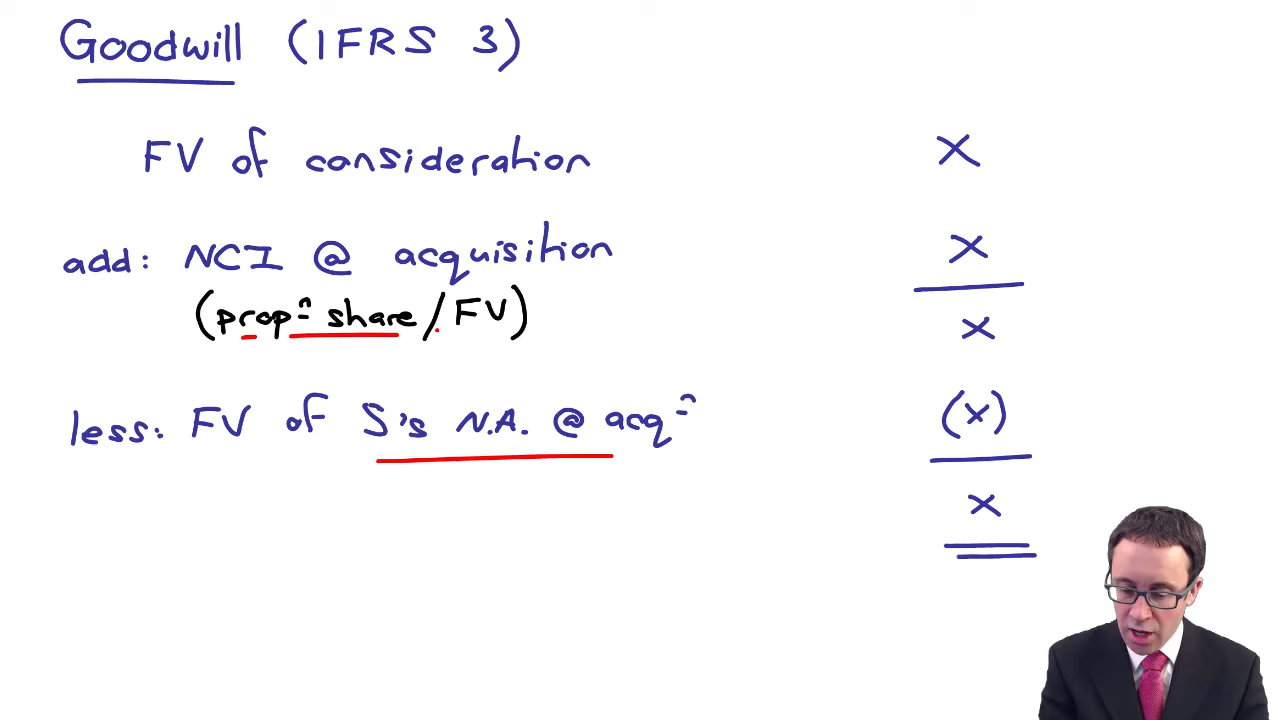 Goodwill (IFRS 3)
FV of consideration X
add: NCI @ acquisition X
(propⁿ share/FV) X
less: FV of S's N.A. @ acqⁿ (X)
X